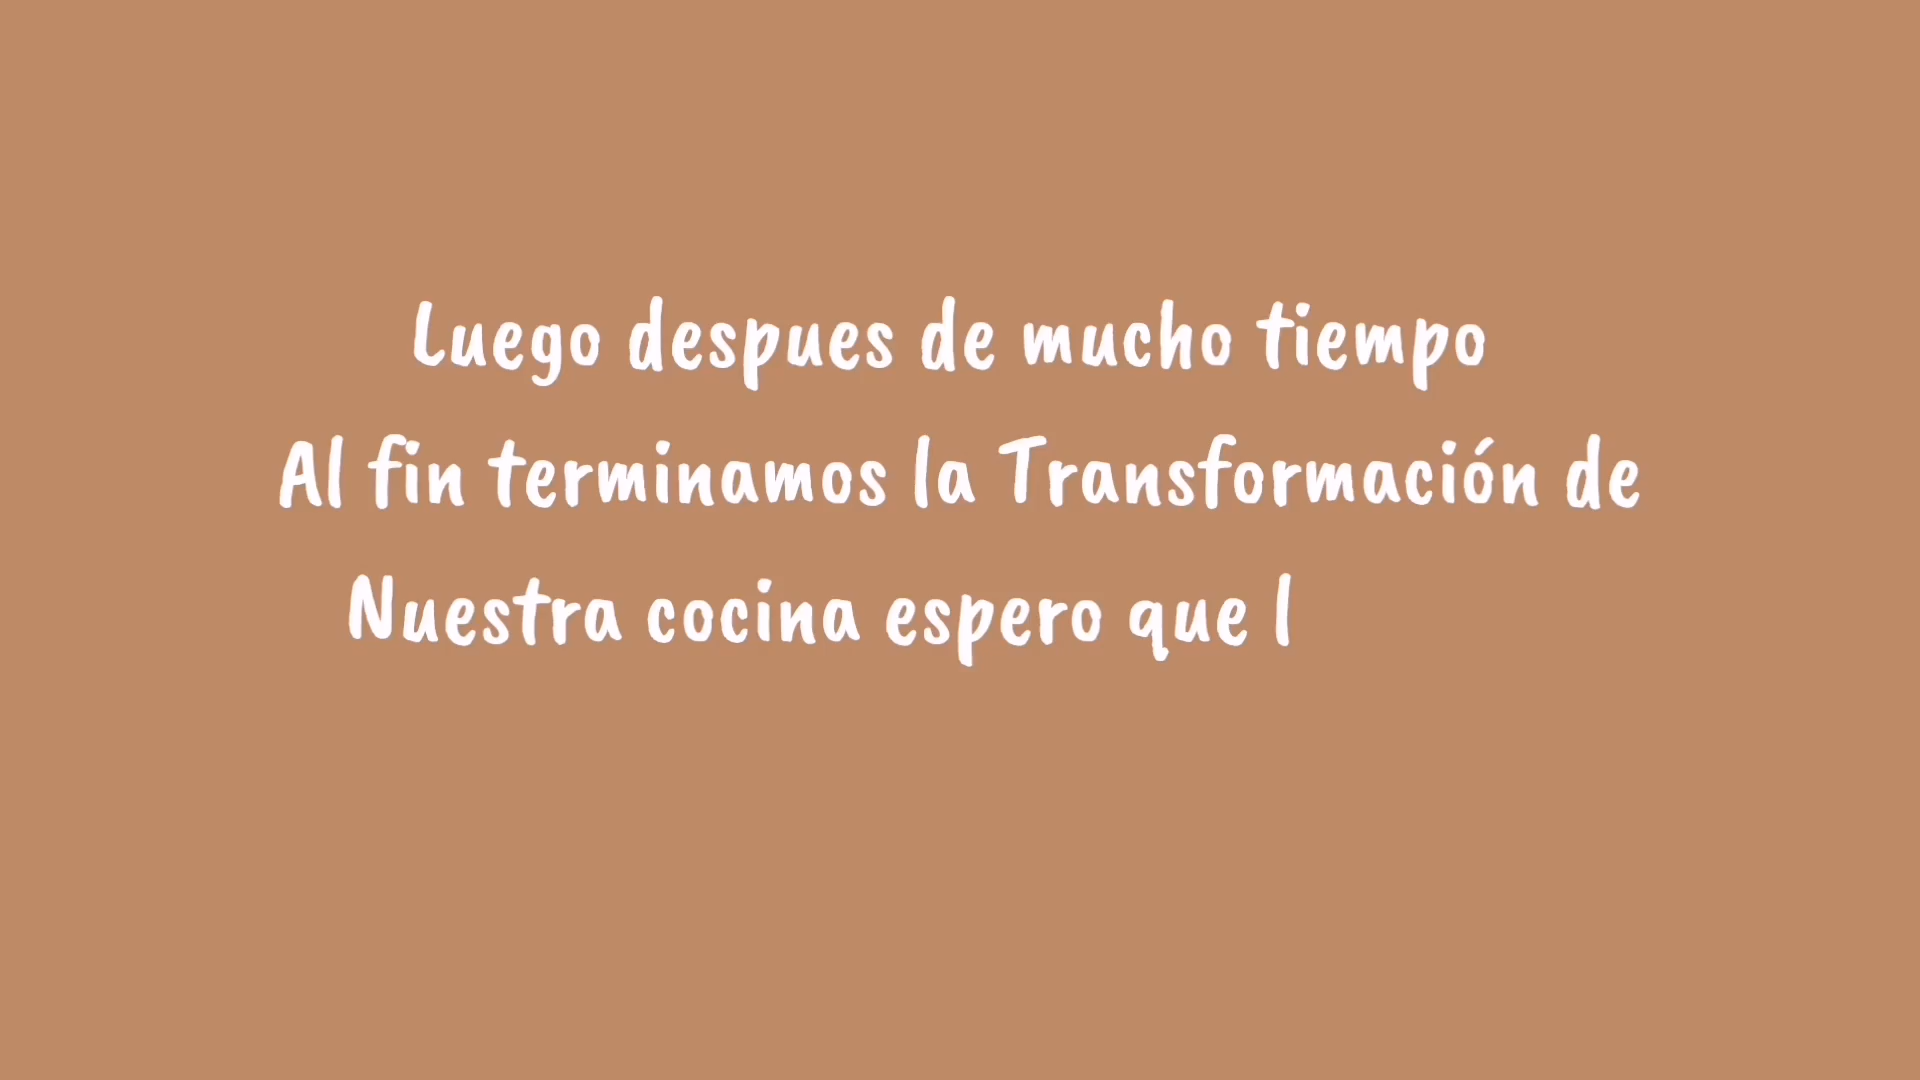 Luego despues de mucho tiempo
Al fin terminamos la Transformación de
Nuestra cocina espero que l